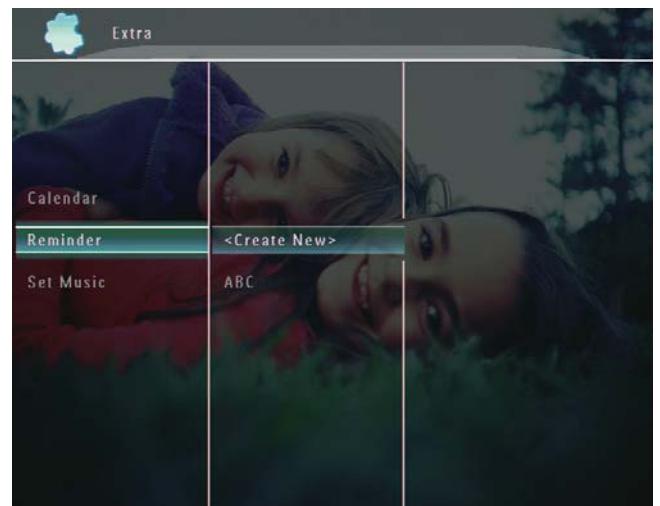 Extra
Calendar
Reminder
<Create New>
Set Music
ABC